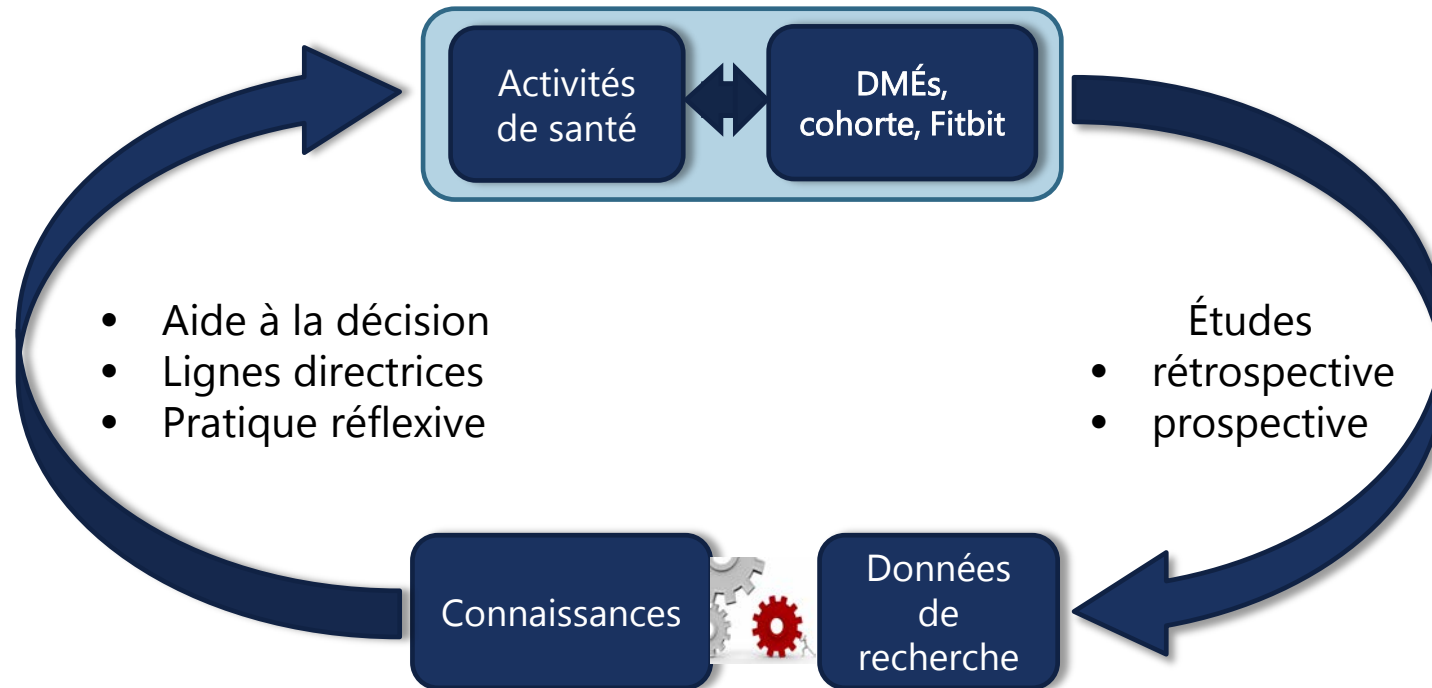 Activités
de santé
DMÉs,
cohorte, Fitbit
• Aide à la décision
• Lignes directrices
• Pratique réflexive
Études
• rétrospective
• prospective
Connaissances
Données
de
recherche